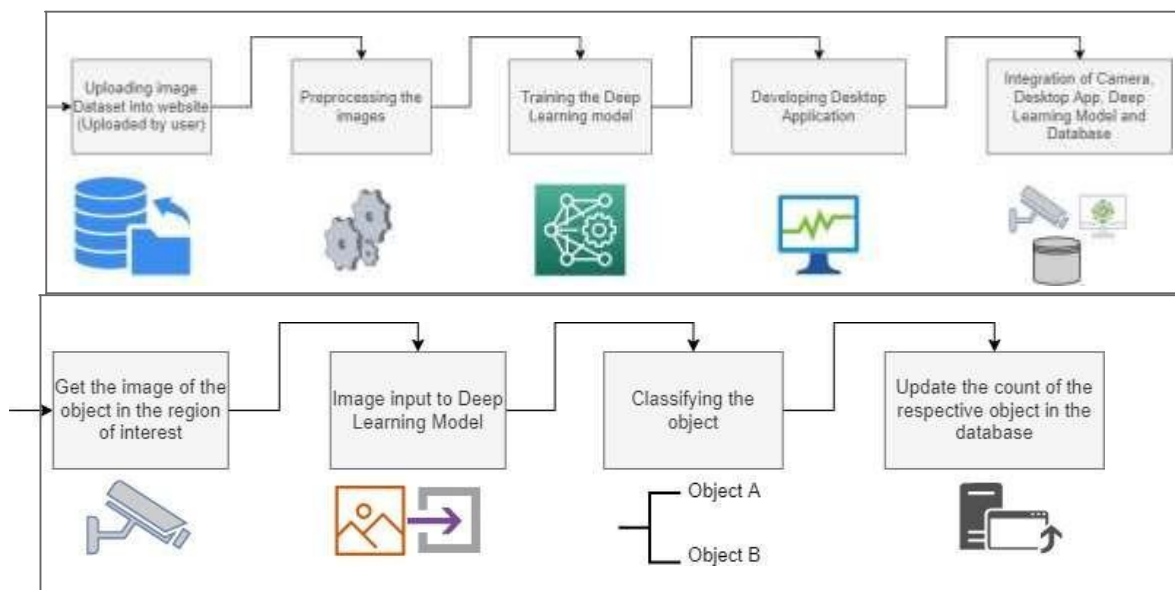 Uploading image
Dataset into website
(Uploaded by user)
Preprocessing the
images
Training the Deep
Learning model
Developing Desktop
Application
Integration of Camera,
Desktop App, Deep
Learning Model and
Database
Get the image of the
object in the region
of interest
Image input to Deep
Learning Model
Classifying the
object
Update the count of the
respective object in the
database
Object A
Object B